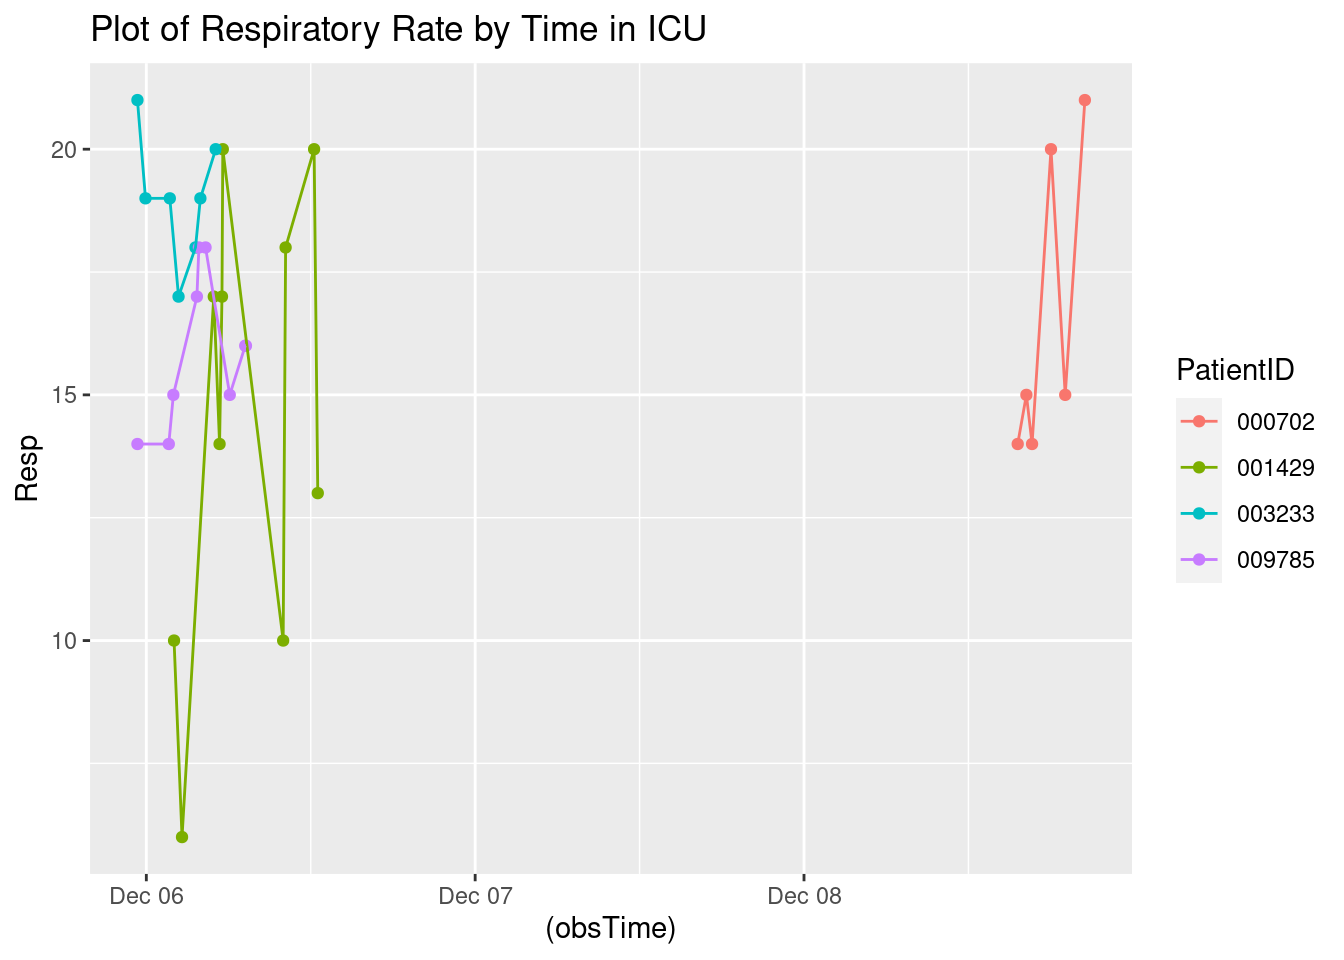 Plot of Respiratory Rate by Time in ICU
20
15
10
Resp
Dec 06
Dec 07
Dec 08
(obsTime)
PatientID
000702
001429
003233
009785